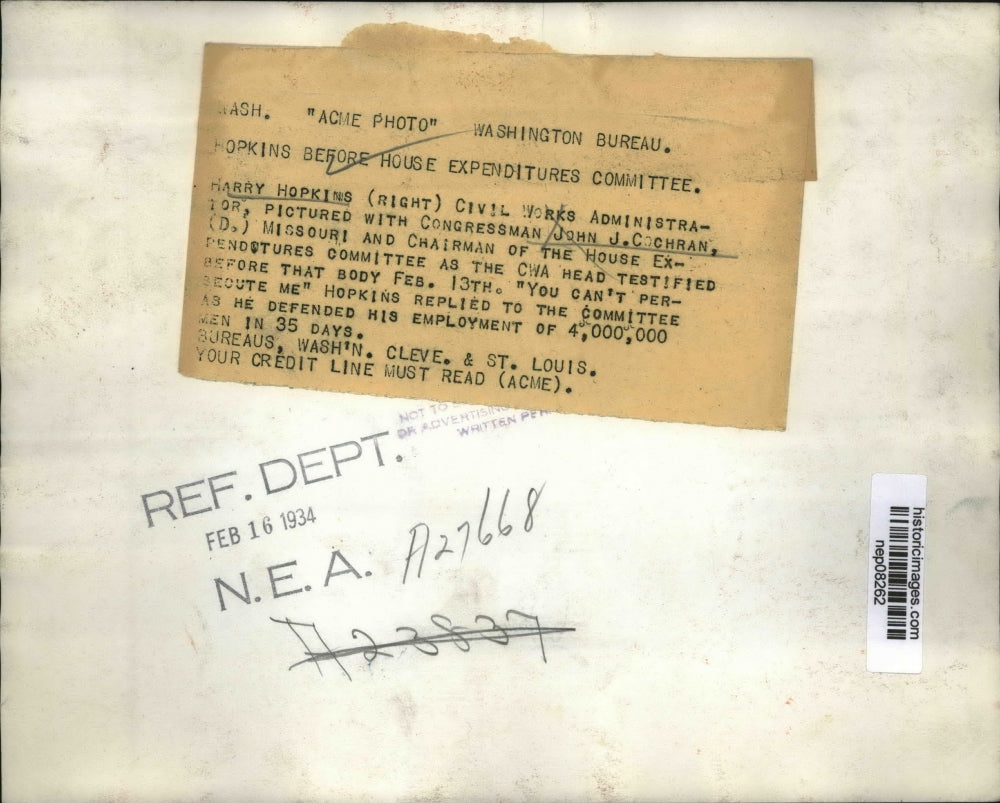 WASH. "ACME PHOTO" WASHINGTON BUREAU.
HOPKINS BEFORE HOUSE EXPENDITURES COMMITTEE.
HARRY HOPKINS (RIGHT) CIVIL WORKS ADMINISTRA-
TOR, PICTURED WITH CONGRESSMAN JOHN J. COCHRAN,
(D.) MISSOURI AND CHAIRMAN OF THE HOUSE EX-
PENDITURES COMMITTEE AS THE CWA HEAD TESTIFIED
BEFORE THAT BODY FEB. 13TH. "YOU CAN'T PER-
SECUTE ME" HOPKINS REPLIED TO THE COMMITTEE
AS HE DEFENDED HIS EMPLOYMENT OF 4,000,000
MEN IN 35 DAYS.
BUREAUS, WASH'N. CLEVE. & ST. LOUIS.
YOUR CREDIT LINE MUST READ (ACME).
NOT TO
OR ADVERTISING
WRITTEN
REF. DEPT.
FEB 16 1934
N.E.A. A27668
A23837
historicimages.com
nep08262